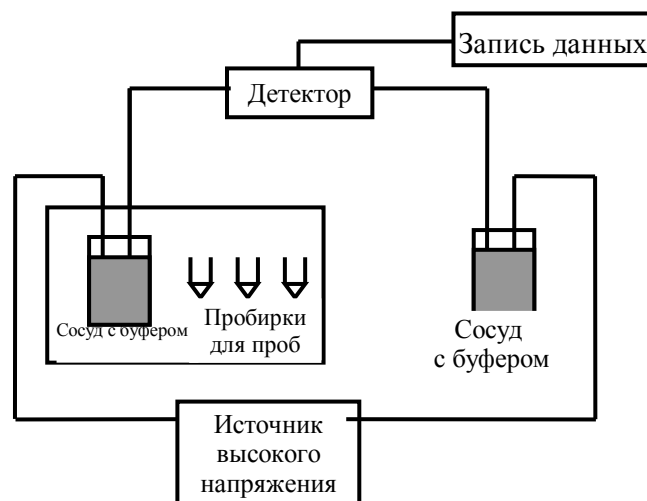 Запись данных
Детектор
Сосуд с буфером
Пробирки
для проб
Сосуд
с буфером
Источник
высокого
напряжения